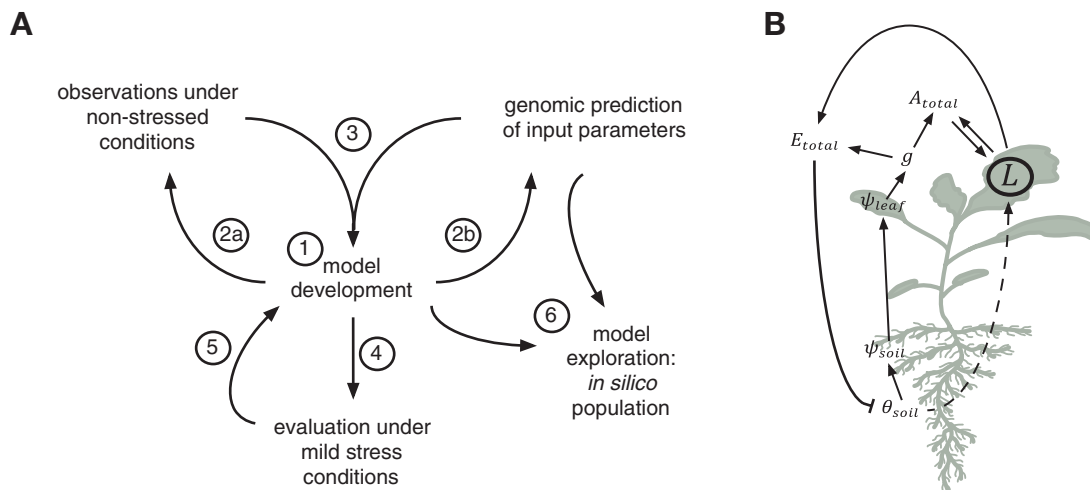 A
observations under
non-stressed
conditions
3
genomic prediction
of input parameters
2a
1
2b
model
development
5
4
6
model
exploration:
in silico
population
evaluation under
mild stress
conditions
B
A_total
E_total
g
L
ψ_leaf
ψ_soil
θ_soil